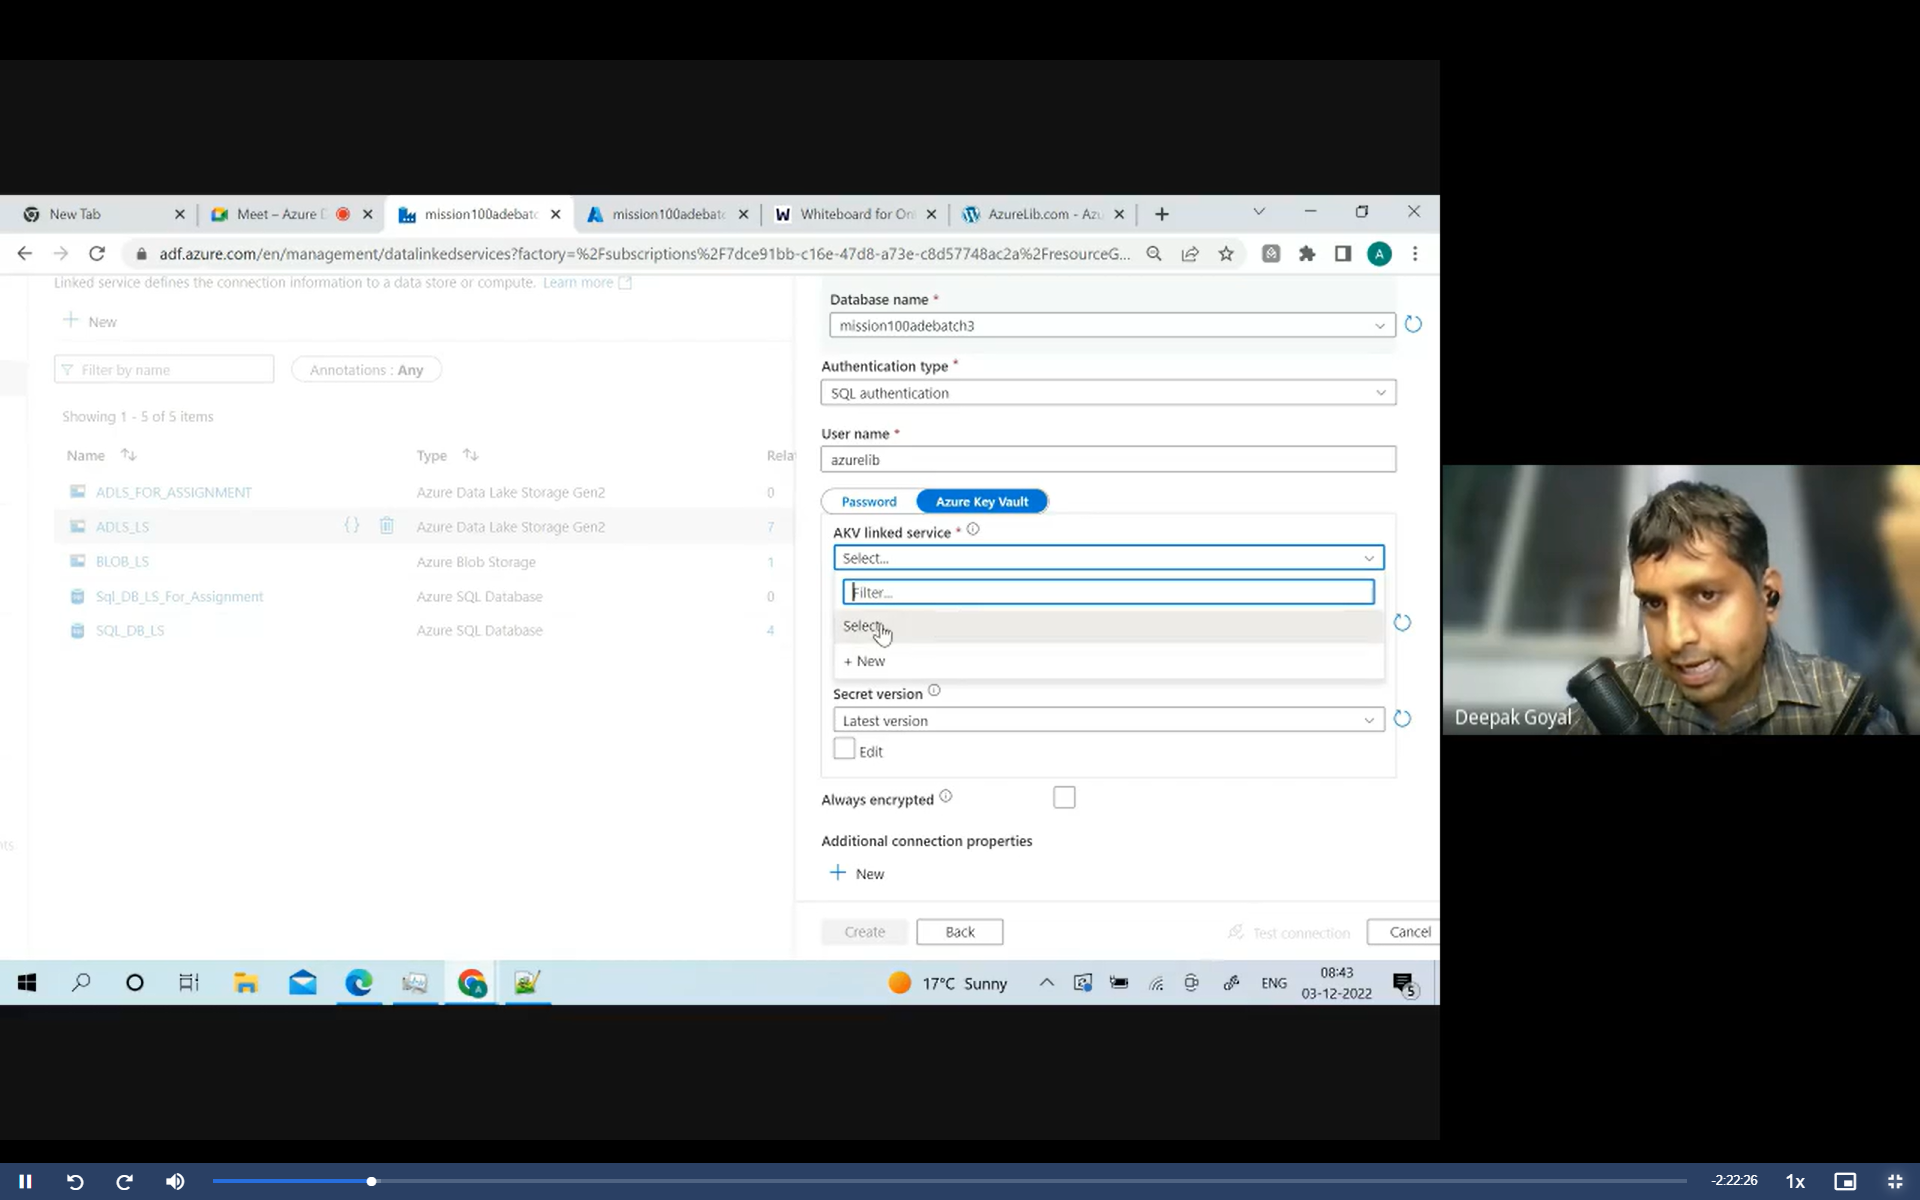 New Tab
Meet – Azure D
mission100adebatc
mission100adebatc
W Whiteboard for On
AzureLib.com - Azu
adf.azure.com/en/management/datalinkedservices?factory=%2Fsubscriptions%2F7dce91bb-c16e-47d8-a73e-c8d57748ac2a%2FresourceG...
A
Linked service defines the connection information to a data store or compute. Learn more
+ New
Filter by name
Annotations : Any
Showing 1 - 5 of 5 items
Name
Type
Rela
ADLS_FOR_ASSIGNMENT
Azure Data Lake Storage Gen2
0
ADLS_LS
{}
Azure Data Lake Storage Gen2
7
BLOB_LS
Azure Blob Storage
1
Sql_DB_LS_For_Assignment
Azure SQL Database
0
SQL_DB_LS
Azure SQL Database
4
nts
Database name *
mission100adebatch3
Authentication type *
SQL authentication
User name *
azurelib
Password
Azure Key Vault
AKV linked service *
Select...
Filter...
Select...
+ New
Secret version
Latest version
Edit
Always encrypted
Additional connection properties
+ New
Create
Back
Test connection
Cancel
17°C Sunny
ENG
08:43
03-12-2022
5
Deepak Goyal
-2:22:26
1x